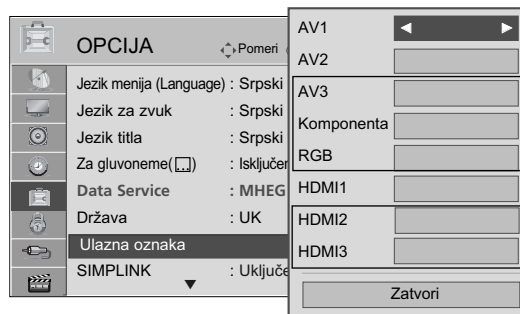 OPCIJA
Pomeri
Jezik menija (Language) : Srpski
Jezik za zvuk : Srpski
Jezik titla : Srpski
Za gluvoneme( ) : Isključen
Data Service : MHEG
Država : UK
Ulazna oznaka
SIMPLINK : Uključe
AV1
AV2
AV3
Komponenta
RGB
HDMI1
HDMI2
HDMI3
Zatvori